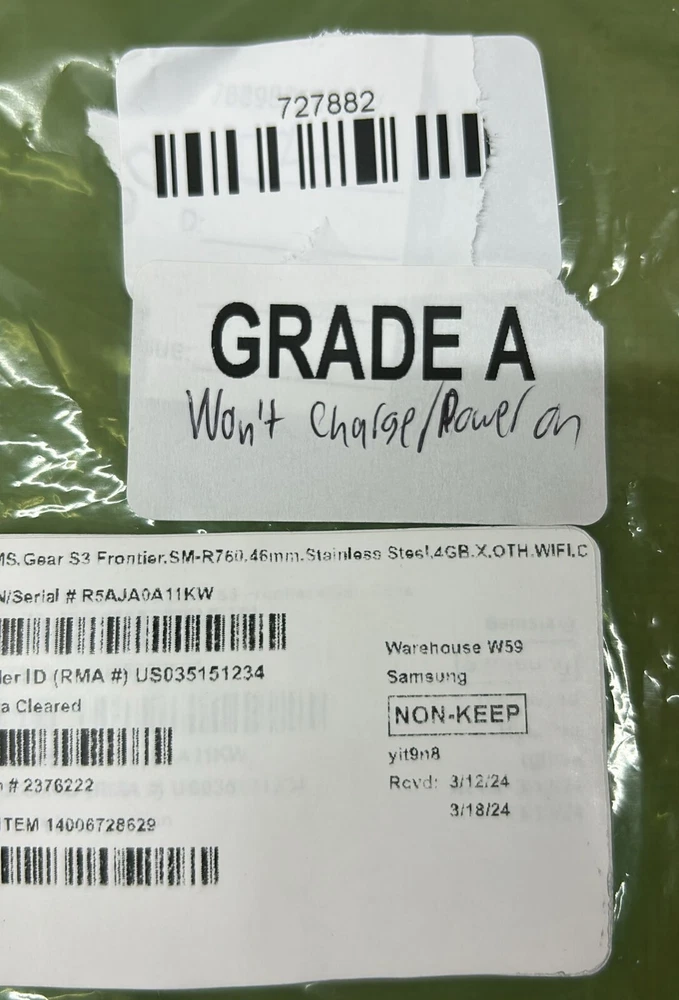 727882
GRADE A
Won't Charge/Power on
MS.Gear S3 Frontier.SM-R760.46mm.Stainless Steel.4GB.X.OTH.WIFI.C
N/Serial # R5AJA0A11KW
der ID (RMA #) US035151234
a Cleared
# 2376222
ITEM 14006728629
Warehouse W59
Samsung
NON-KEEP
yit9n8
Rcvd: 3/12/24
3/18/24